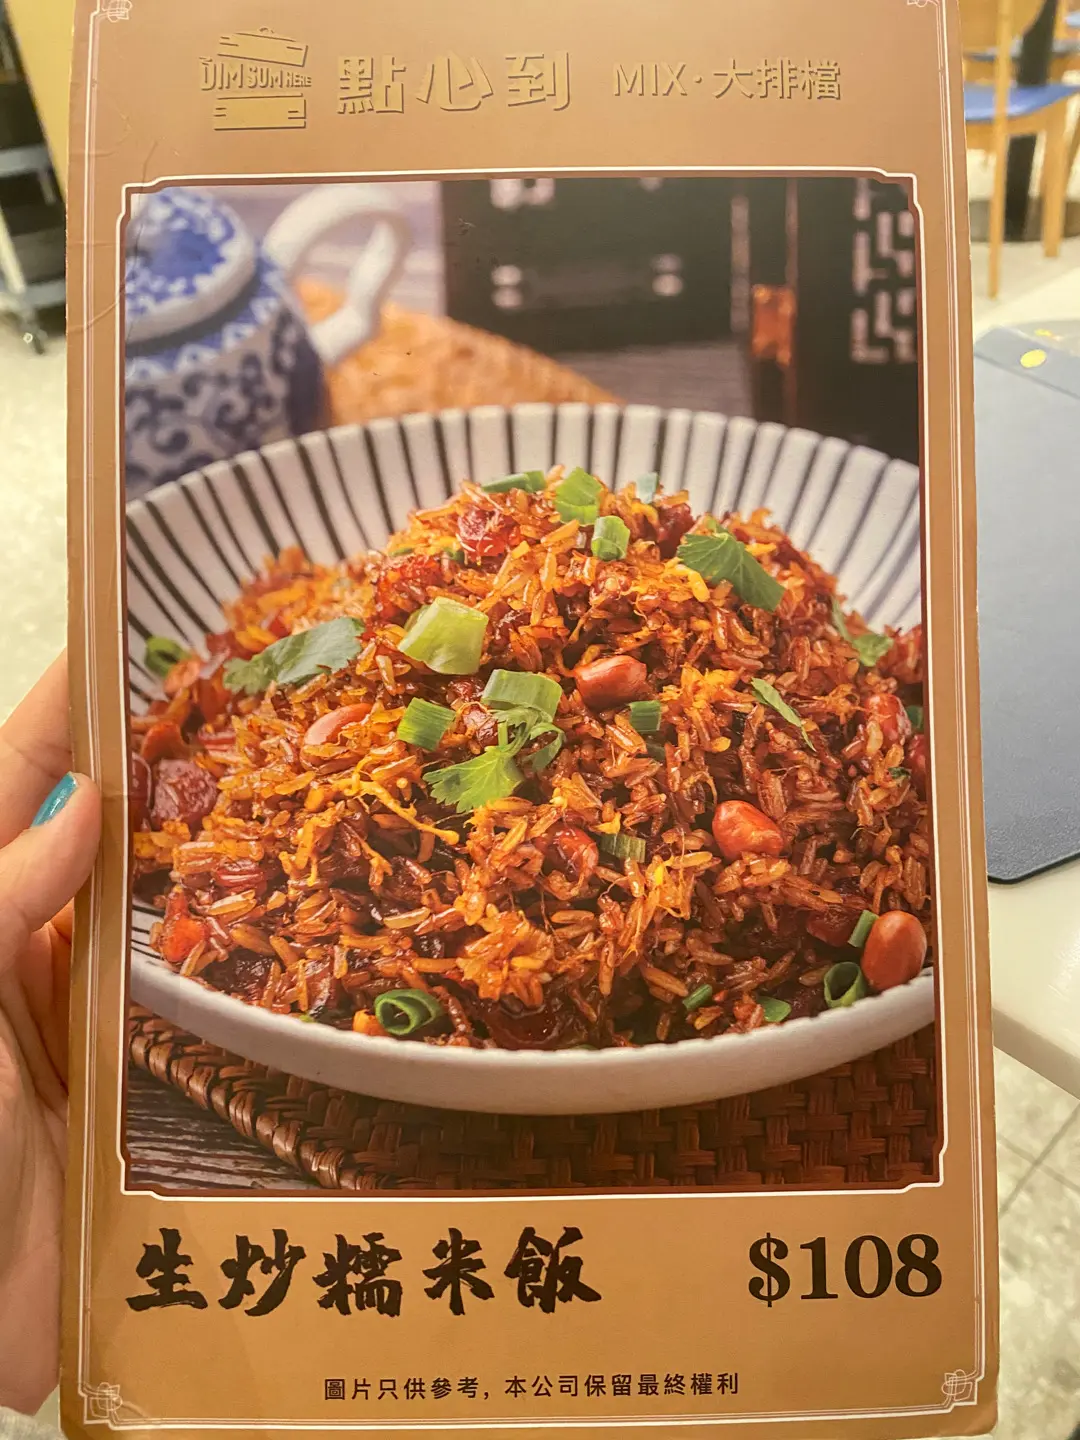 DIM SUM HERE 點心到 MIX·大排檔
生炒糯米飯 $108
圖片只供參考, 本公司保留最終權利